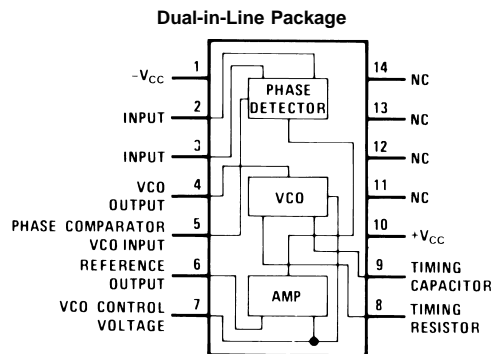 Dual-in-Line Package
−VCC
1
INPUT
2
INPUT
3
VCO
OUTPUT
4
PHASE COMPARATOR
VCO INPUT
5
REFERENCE
OUTPUT
6
VCO CONTROL
VOLTAGE
7
PHASE
DETECTOR
VCO
AMP
14
NC
13
NC
12
NC
11
NC
10
+VCC
9
TIMING
CAPACITOR
8
TIMING
RESISTOR